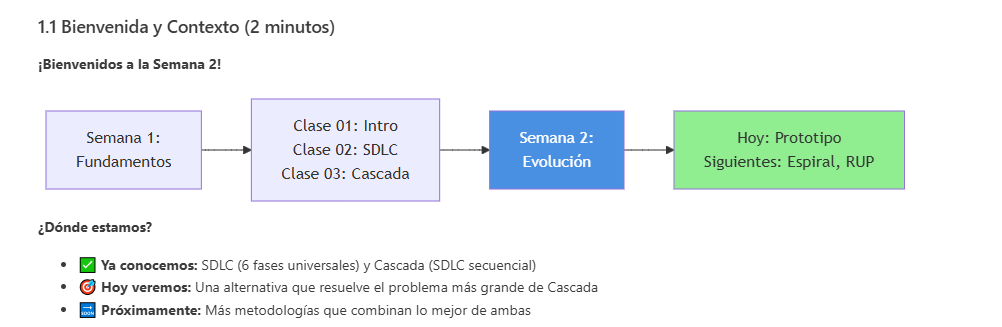 1.1 Bienvenida y Contexto (2 minutos)
¡Bienvenidos a la Semana 2!
Semana 1:
Fundamentos
Clase 01: Intro
Clase 02: SDLC
Clase 03: Cascada
Semana 2:
Evolución
Hoy: Prototipo
Siguientes: Espiral, RUP
¿Dónde estamos?
• ✅ Ya conocemos: SDLC (6 fases universales) y Cascada (SDLC secuencial)
• 🎯 Hoy veremos: Una alternativa que resuelve el problema más grande de Cascada
• 🔜 Próximamente: Más metodologías que combinan lo mejor de ambas